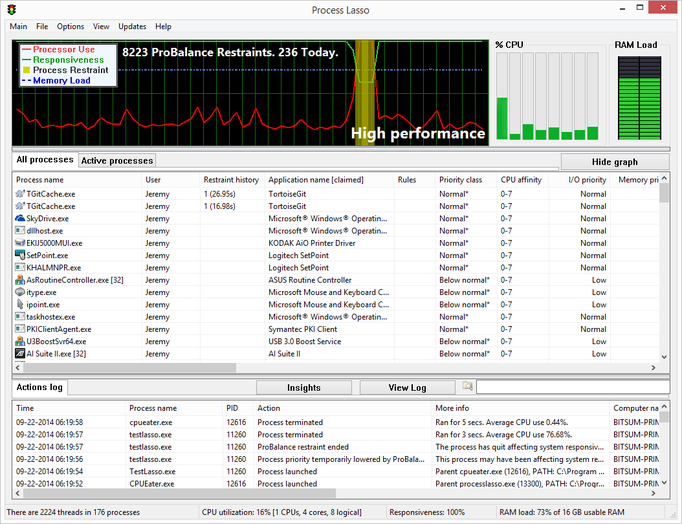 Process Lasso
Main File Options View Updates Help
Processor Use
Responsiveness
Process Restraint
Memory Load
8223 ProBalance Restraints. 236 Today.
High performance
% CPU
RAM Load
All processes Active processes Hide graph
Process name User Restraint history Application name [claimed] Rules Priority class CPU affinity I/O priority Memory pri
TGitCache.exe Jeremy 1 (26.95s) TortoiseGit Normal* 0-7 Normal
TGitCache.exe Jeremy 1 (16.98s) TortoiseGit Normal* 0-7 Normal
SkyDrive.exe Jeremy Microsoft® Windows® Operatin... Normal* 0-7 Normal
dllhost.exe Jeremy Microsoft® Windows® Operatin... Normal* 0-7 Normal
EKIJ5000MUI.exe Jeremy KODAK AiO Printer Driver Normal* 0-7 Normal
SetPoint.exe Jeremy Logitech SetPoint Normal* 0-7 Normal
KHALMNPR.exe Jeremy Logitech SetPoint Normal* 0-7 Normal
AsRoutineController.exe [32] Jeremy ASUS Routine Controller Below normal* 0-7 Low
itype.exe Jeremy Microsoft Mouse and Keyboard C... Below normal* 0-7 Low
ipoint.exe Jeremy Microsoft Mouse and Keyboard C... Below normal* 0-7 Low
taskhostex.exe Jeremy Microsoft® Windows® Operatin... Normal* 0-7 Normal
PKIClientAgent.exe Jeremy Symantec PKI Client Normal* 0-7 Normal
U3BoostSvr64.exe Jeremy USB 3.0 Boost Service Below normal* 0-7 Low
AI Suite II.exe [32] Jeremy AI Suite II Below normal* 0-7 Low
Actions log Insights View Log
Time Process name PID Action More info Computer na
09-22-2014 06:19:58 cpueater.exe 12616 Process terminated Ran for 5 secs. Average CPU use 0.44%. BITSUM-PRIM
09-22-2014 06:19:57 testlasso.exe 11260 Process terminated Ran for 3 secs. Average CPU use 76.68%. BITSUM-PRIM
09-22-2014 06:19:57 testlasso.exe 11260 ProBalance restraint ended The process has quit affecting system responsiv... BITSUM-PRIM
09-22-2014 06:19:56 testlasso.exe 11260 Process priority temporarily lowered by ProBala... This process may have been affecting system re... BITSUM-PRIM
09-22-2014 06:19:54 TestLasso.exe 11260 Process launched Parent cpueater.exe (12616), PATH: C:\Program ... BITSUM-PRIM
09-22-2014 06:19:52 CPUEater.exe 12616 Process launched Parent processlasso.exe (13300), PATH: C:\Prog... BITSUM-PRIM
There are 2224 threads in 176 processes CPU utilization: 16% [1 CPUs, 4 cores, 8 logical] Responsiveness: 100% RAM load: 73% of 16 GB usable RAM